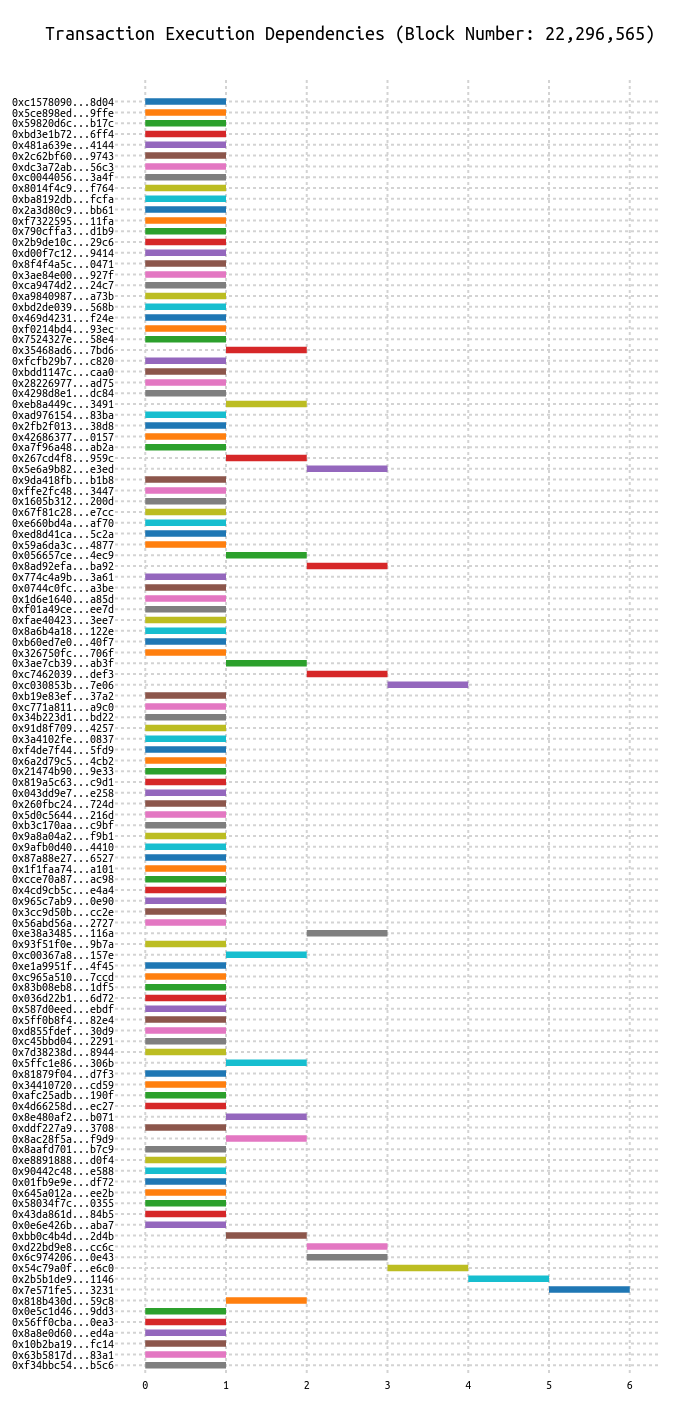 Transaction Execution Dependencies (Block Number: 22,296,565)
0xc1578090...8d04
0x5ce898ed...9ffe
0x59820d6c...b17c
0xbd3e1b72...6ff4
0x481a639e...4144
0x2c62bf60...9743
0xdc3a72ab...56c3
0xc0044056...3a4f
0x8014f4c9...f764
0xba8192db...fcfa
0x2a3d80c9...bb61
0xf7322595...11fa
0x790cffa3...d1b9
0x2b9de10c...29c6
0xd00f7c12...9414
0x8f4f4a5c...0471
0x3ae84e00...927f
0xca9474d2...24c7
0xa9840987...a73b
0xbd2de039...568b
0x469d4231...f24e
0xf0214bd4...93ec
0x7524327e...58e4
0x35468ad6...7bd6
0xfcfb29b7...c820
0xbdd1147c...caa0
0x28226977...ad75
0x4298d8e1...dc84
0xeb8a449c...3491
0xad976154...83ba
0x2fb2f013...38d8
0x42686377...0157
0xa7f96a48...ab2a
0x267cd4f8...959c
0x5e6a9b82...e3ed
0x9da418fb...b1b8
0xffe2fc48...3447
0x1605b312...200d
0x67f81c28...e7cc
0xe660bd4a...af70
0xed8d41ca...5c2a
0x59a6da3c...4877
0x056657ce...4ec9
0x8ad92efa...ba92
0x774c4a9b...3a61
0x0744c0fc...a3be
0x1d6e1640...a85d
0xf01a49ce...ee7d
0xfae40423...3ee7
0x8a6b4a18...122e
0xb60ed7e0...40f7
0x326750fc...706f
0x3ae7cb39...ab3f
0xc7462039...def3
0xc030853b...7e06
0xb19e83ef...37a2
0xc771a811...a9c0
0x34b223d1...bd22
0x91d8f709...4257
0x3a4102fe...0837
0xf4de7f44...5fd9
0x6a2d79c5...4cb2
0x21474b90...9e33
0x819a5c63...c9d1
0x043dd9e7...e258
0x260fbc24...724d
0x5d0c5644...216d
0xb3c170aa...c9bf
0x9a8a04a2...f9b1
0x9afb0d40...4410
0x87a88e27...6527
0x1f1faa74...a101
0xcce70a87...ac98
0x4cd9cb5c...e4a4
0x965c7ab9...0e90
0x3cc9d50b...cc2e
0x56abd56a...2727
0xe38a3485...116a
0x93f51f0e...9b7a
0xc00367a8...157e
0xe1a9951f...4f45
0xc965a510...7ccd
0x83b08eb8...1df5
0x036d22b1...6d72
0x587d0eed...ebdf
0x5ff0b8f4...82e4
0xd855fdef...30d9
0xc45bbd04...2291
0x7d38238d...8944
0x5ffc1e86...306b
0x81879f04...d7f3
0x34410720...cd59
0xafc25adb...190f
0x4d66258d...ec27
0x8e480af2...b071
0xddf227a9...3708
0x8ac28f5a...f9d9
0x8aafd701...b7c9
0xe8891888...d0f4
0x90442c48...e588
0x01fb9e9e...df72
0x645a012a...ee2b
0x58034f7c...0355
0x43da861d...84b5
0x0e6e426b...aba7
0xbb0c4b4d...2d4b
0xd22bd9e8...cc6c
0x6c974206...0e43
0x54c79a0f...e6c0
0x2b5b1de9...1146
0x7e571fe5...3231
0x818b430d...59c8
0x0e5c1d46...9dd3
0x56ff0cba...0ea3
0x8a8e0d60...ed4a
0x10b2ba19...fc14
0x63b5817d...83a1
0xf34bbc54...b5c6
0 1 2 3 4 5 6